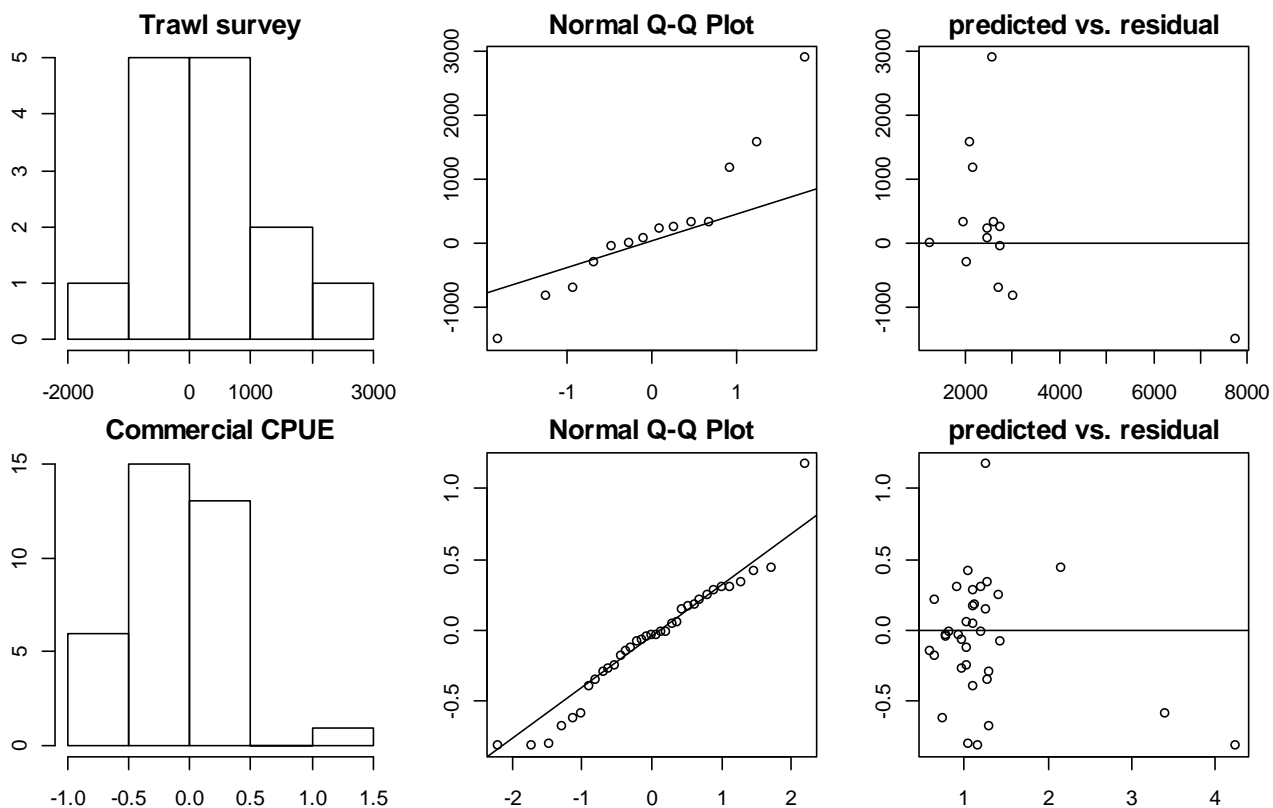 Trawl survey
Normal Q-Q Plot
predicted vs. residual
0 1 2 3 4 5
-2000 0 1000 3000
-1000 0 1000 2000 3000
-1 0 1
-1000 0 1000 2000 3000
2000 4000 6000 8000
Commercial CPUE
Normal Q-Q Plot
predicted vs. residual
0 5 10 15
-1.0 -0.5 0.0 0.5 1.0 1.5
-0.5 0.0 0.5 1.0
-2 -1 0 1 2
-0.5 0.0 0.5 1.0
1 2 3 4